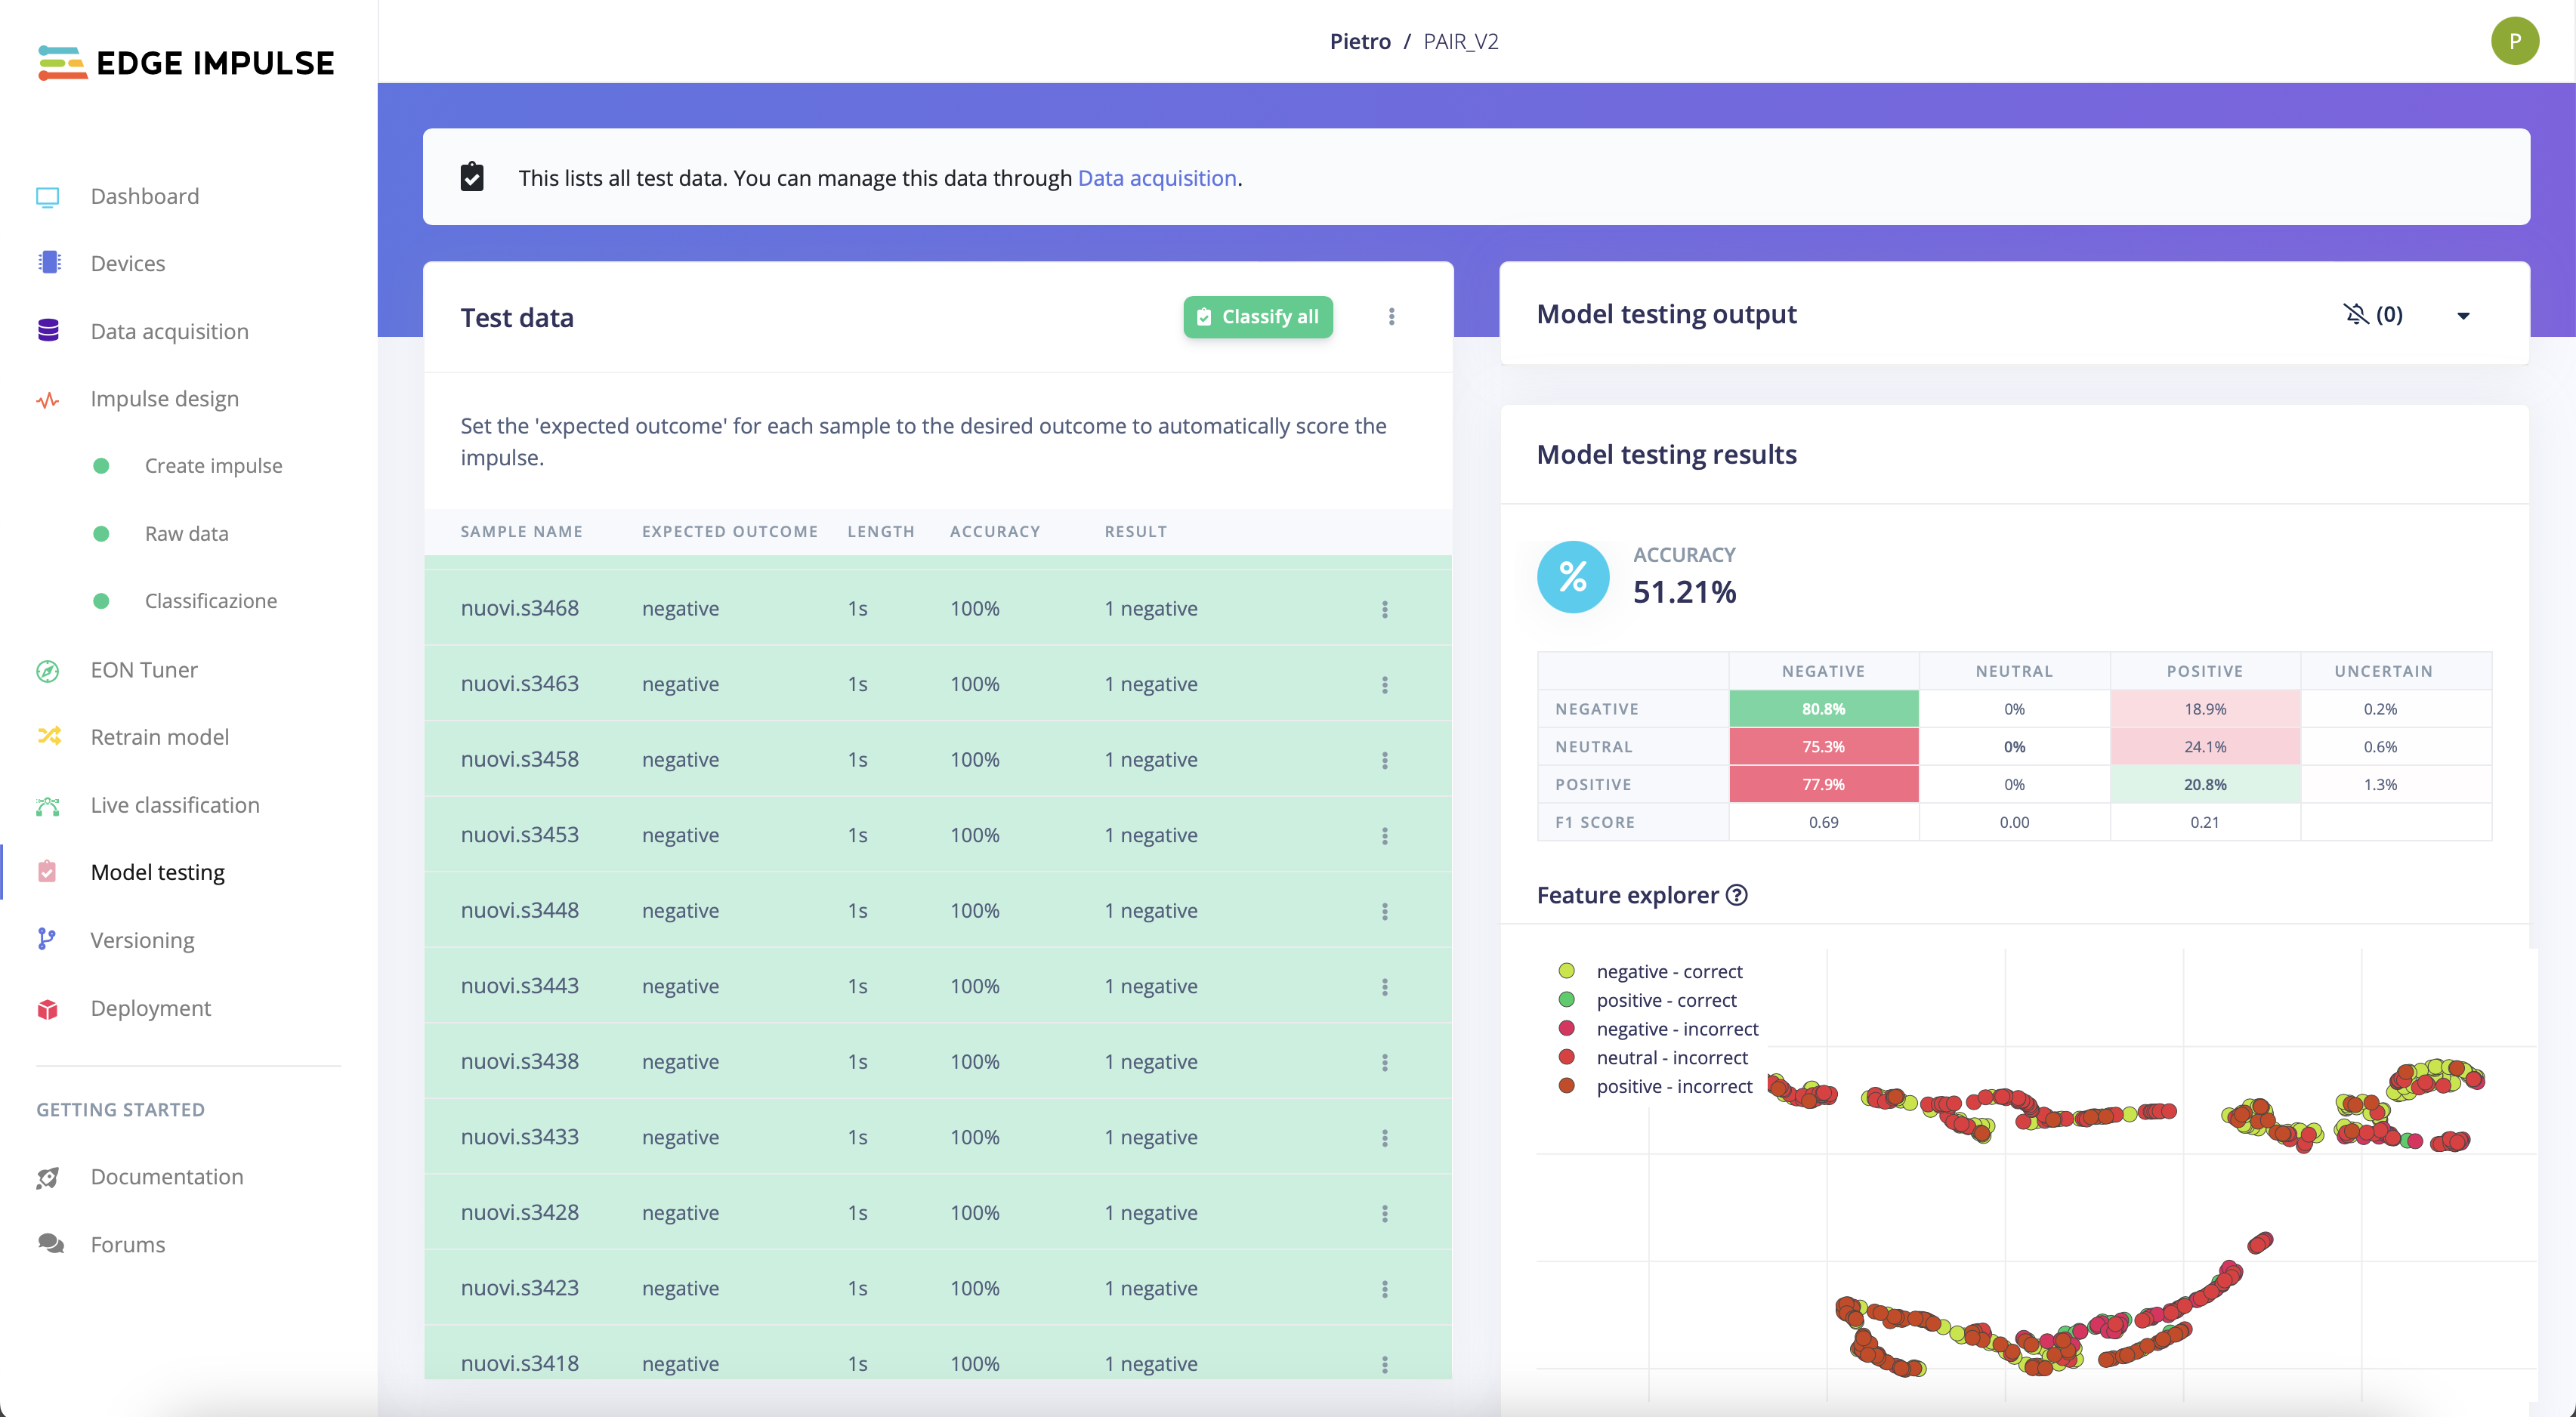 EDGE IMPULSE
Pietro / PAIR_V2
P
Dashboard
Devices
Data acquisition
Impulse design
Create impulse
Raw data
Classificazione
EON Tuner
Retrain model
Live classification
Model testing
Versioning
Deployment
GETTING STARTED
Documentation
Forums
This lists all test data. You can manage this data through Data acquisition.
Test data
Classify all
Set the 'expected outcome' for each sample to the desired outcome to automatically score the
impulse.
SAMPLE NAME EXPECTED OUTCOME LENGTH ACCURACY RESULT
nuovi.s3468 negative 1s 100% 1 negative
nuovi.s3463 negative 1s 100% 1 negative
nuovi.s3458 negative 1s 100% 1 negative
nuovi.s3453 negative 1s 100% 1 negative
nuovi.s3448 negative 1s 100% 1 negative
nuovi.s3443 negative 1s 100% 1 negative
nuovi.s3438 negative 1s 100% 1 negative
nuovi.s3433 negative 1s 100% 1 negative
nuovi.s3428 negative 1s 100% 1 negative
nuovi.s3423 negative 1s 100% 1 negative
nuovi.s3418 negative 1s 100% 1 negative
Model testing output (0)
Model testing results
%
ACCURACY
51.21%
NEGATIVE NEUTRAL POSITIVE UNCERTAIN
NEGATIVE 80.8% 0% 18.9% 0.2%
NEUTRAL 75.3% 0% 24.1% 0.6%
POSITIVE 77.9% 0% 20.8% 1.3%
F1 SCORE 0.69 0.00 0.21
Feature explorer ?
negative - correct
positive - correct
negative - incorrect
neutral - incorrect
positive - incorrect